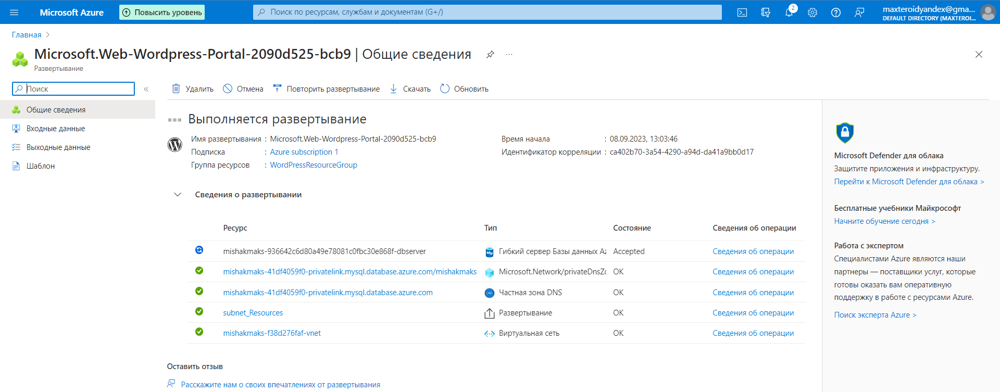 Microsoft Azure
Повысить уровень
Поиск по ресурсам, службам и документам (G+/)
2
maxteroidyandex@gma...
DEFAULT DIRECTORY (MAXTEROI...
Главная
Microsoft.Web-Wordpress-Portal-2090d525-bcb9 | Общие сведения
Развертывание
Поиск
Удалить
Отмена
Повторить развертывание
Скачать
Обновить
Общие сведения
Входные данные
Выходные данные
Шаблон
Выполняется развертывание
Имя развертывания : Microsoft.Web-Wordpress-Portal-2090d525-bcb9
Подписка : Azure subscription 1
Группа ресурсов : WordPressResourceGroup
Время начала : 08.09.2023, 13:03:46
Идентификатор корреляции : ca402b70-3a54-4290-a94d-da41a9bb0d17
Сведения о развертывании
Ресурс Тип Состояние Сведения об операции
mishakmaks-936642c6d80a49e78081c0fbc30e868f-dbserver Гибкий сервер Базы данных Az Accepted Сведения об операции
mishakmaks-41df4059f0-privatelink.mysql.database.azure.com/mishakmaks Microsoft.Network/privateDnsZo OK Сведения об операции
mishakmaks-41df4059f0-privatelink.mysql.database.azure.com Частная зона DNS OK Сведения об операции
subnet_Resources Развертывание OK Сведения об операции
mishakmaks-f38d276faf-vnet Виртуальная сеть OK Сведения об операции
Оставить отзыв
Расскажите нам о своих впечатлениях от развертывания
Microsoft Defender для облака
Защитите приложения и инфраструктуру.
Перейти к Microsoft Defender для облака >
Бесплатные учебники Майкрософт
Начните обучение сегодня >
Работа с экспертом
Специалистами Azure являются наши
партнеры — поставщики услуг, которые
готовы оказать вам оперативную
поддержку в работе с ресурсами Azure.
Поиск эксперта Azure >